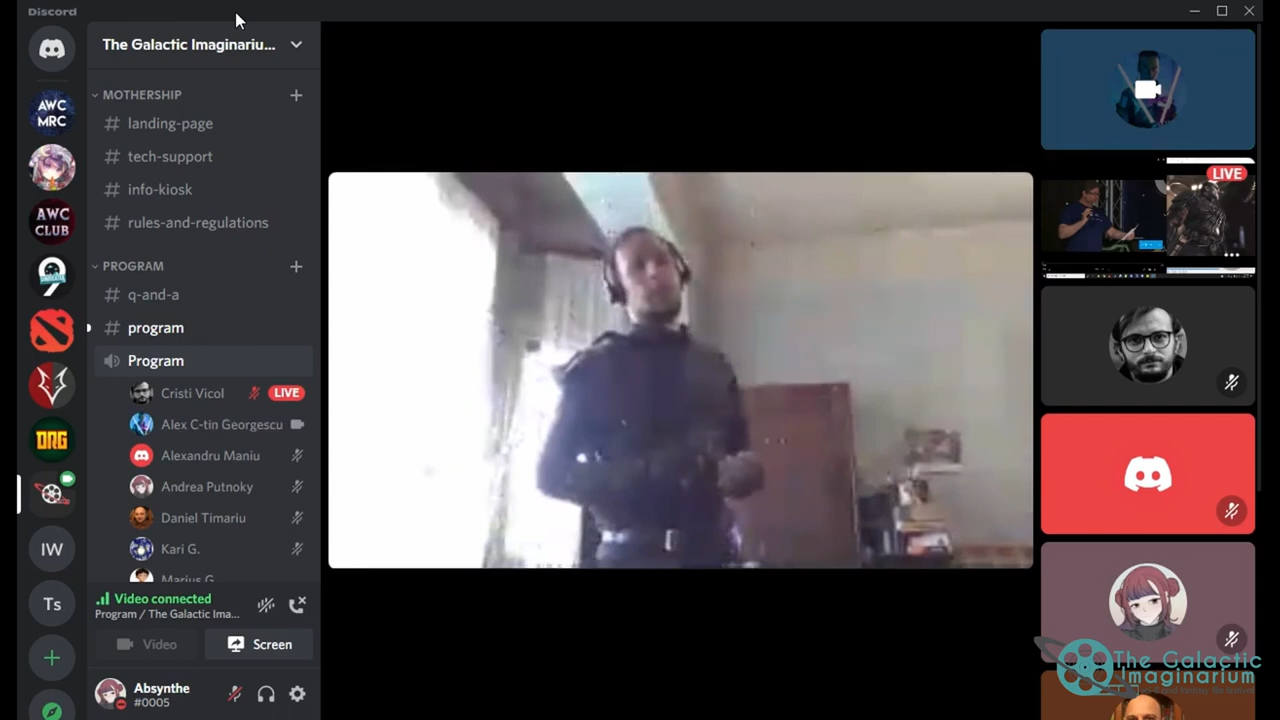 Discord
The Galactic Imaginariu...
AWC
MRC
MOTHERSHIP
landing-page
tech-support
info-kiosk
rules-and-regulations
AWC
CLUB
PROGRAM
q-and-a
program
Program
Cristi Vicol LIVE
Alex C-tin Georgescu
ORG
Alexandru Maniu
Andrea Putnoky
Daniel Timariu
Kari G.
Marius G.
IW
Ts
Video connected
Program / The Galactic Ima...
Video
Screen
Absynthe
#0005
LIVE
The Galactic
Imaginarium